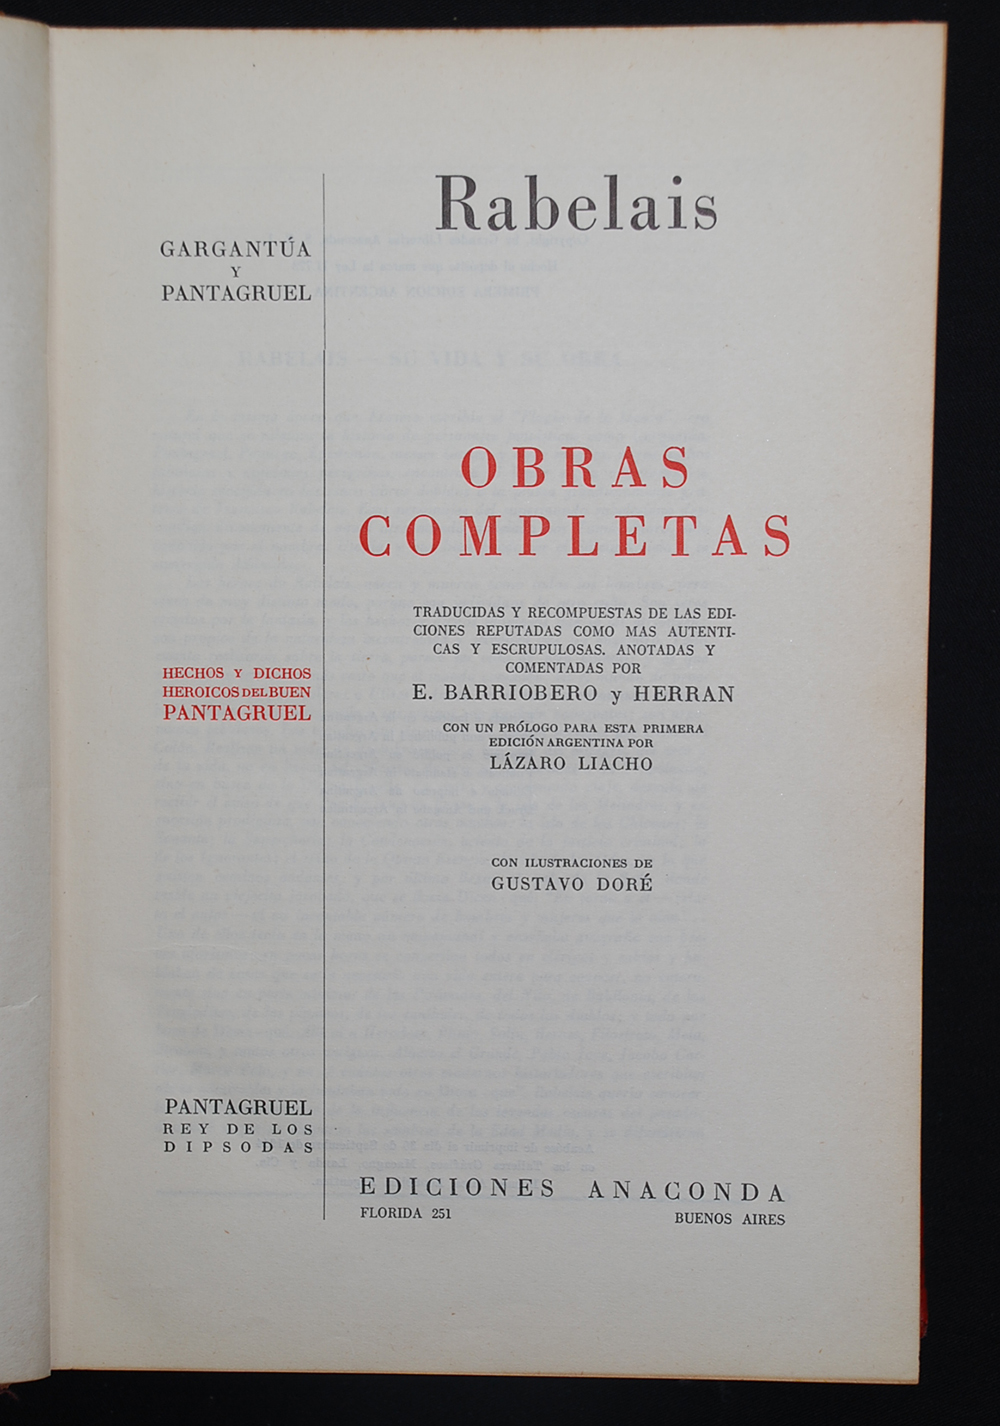 GARGANTÚA
Y
PANTAGRUEL
HECHOS Y DICHOS
HEROICOS DEL BUEN
PANTAGRUEL
PANTAGRUEL
REY DE LOS
DIPSODAS
Rabelais
OBRAS
COMPLETAS
TRADUCIDAS Y RECOMPUESTAS DE LAS EDI-
CIONES REPUTADAS COMO MAS AUTENTI-
CAS Y ESCRUPULOSAS. ANOTADAS Y
COMENTADAS POR
E. BARRIOBERO y HERRAN
CON UN PRÓLOGO PARA ESTA PRIMERA
EDICIÓN ARGENTINA POR
LÁZARO LIACHO
CON ILUSTRACIONES DE
GUSTAVO DORÉ
EDICIONES ANACONDA
FLORIDA 251 BUENOS AIRES